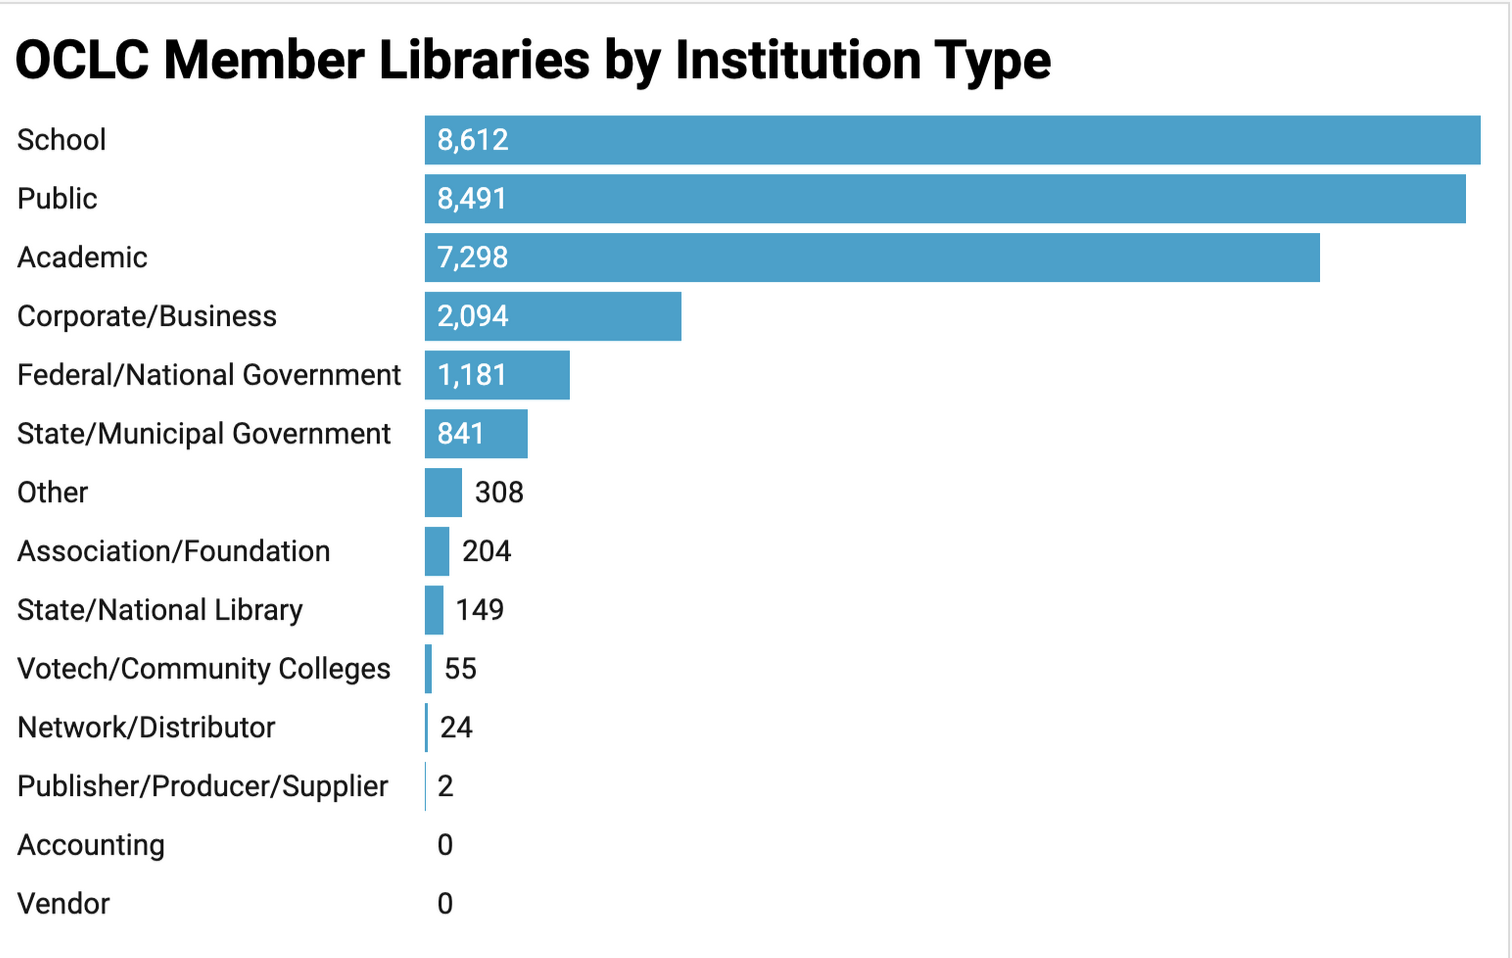 OCLC Member Libraries by Institution Type
School 8,612
Public 8,491
Academic 7,298
Corporate/Business 2,094
Federal/National Government 1,181
State/Municipal Government 841
Other 308
Association/Foundation 204
State/National Library 149
Votech/Community Colleges 55
Network/Distributor 24
Publisher/Producer/Supplier 2
Accounting 0
Vendor 0